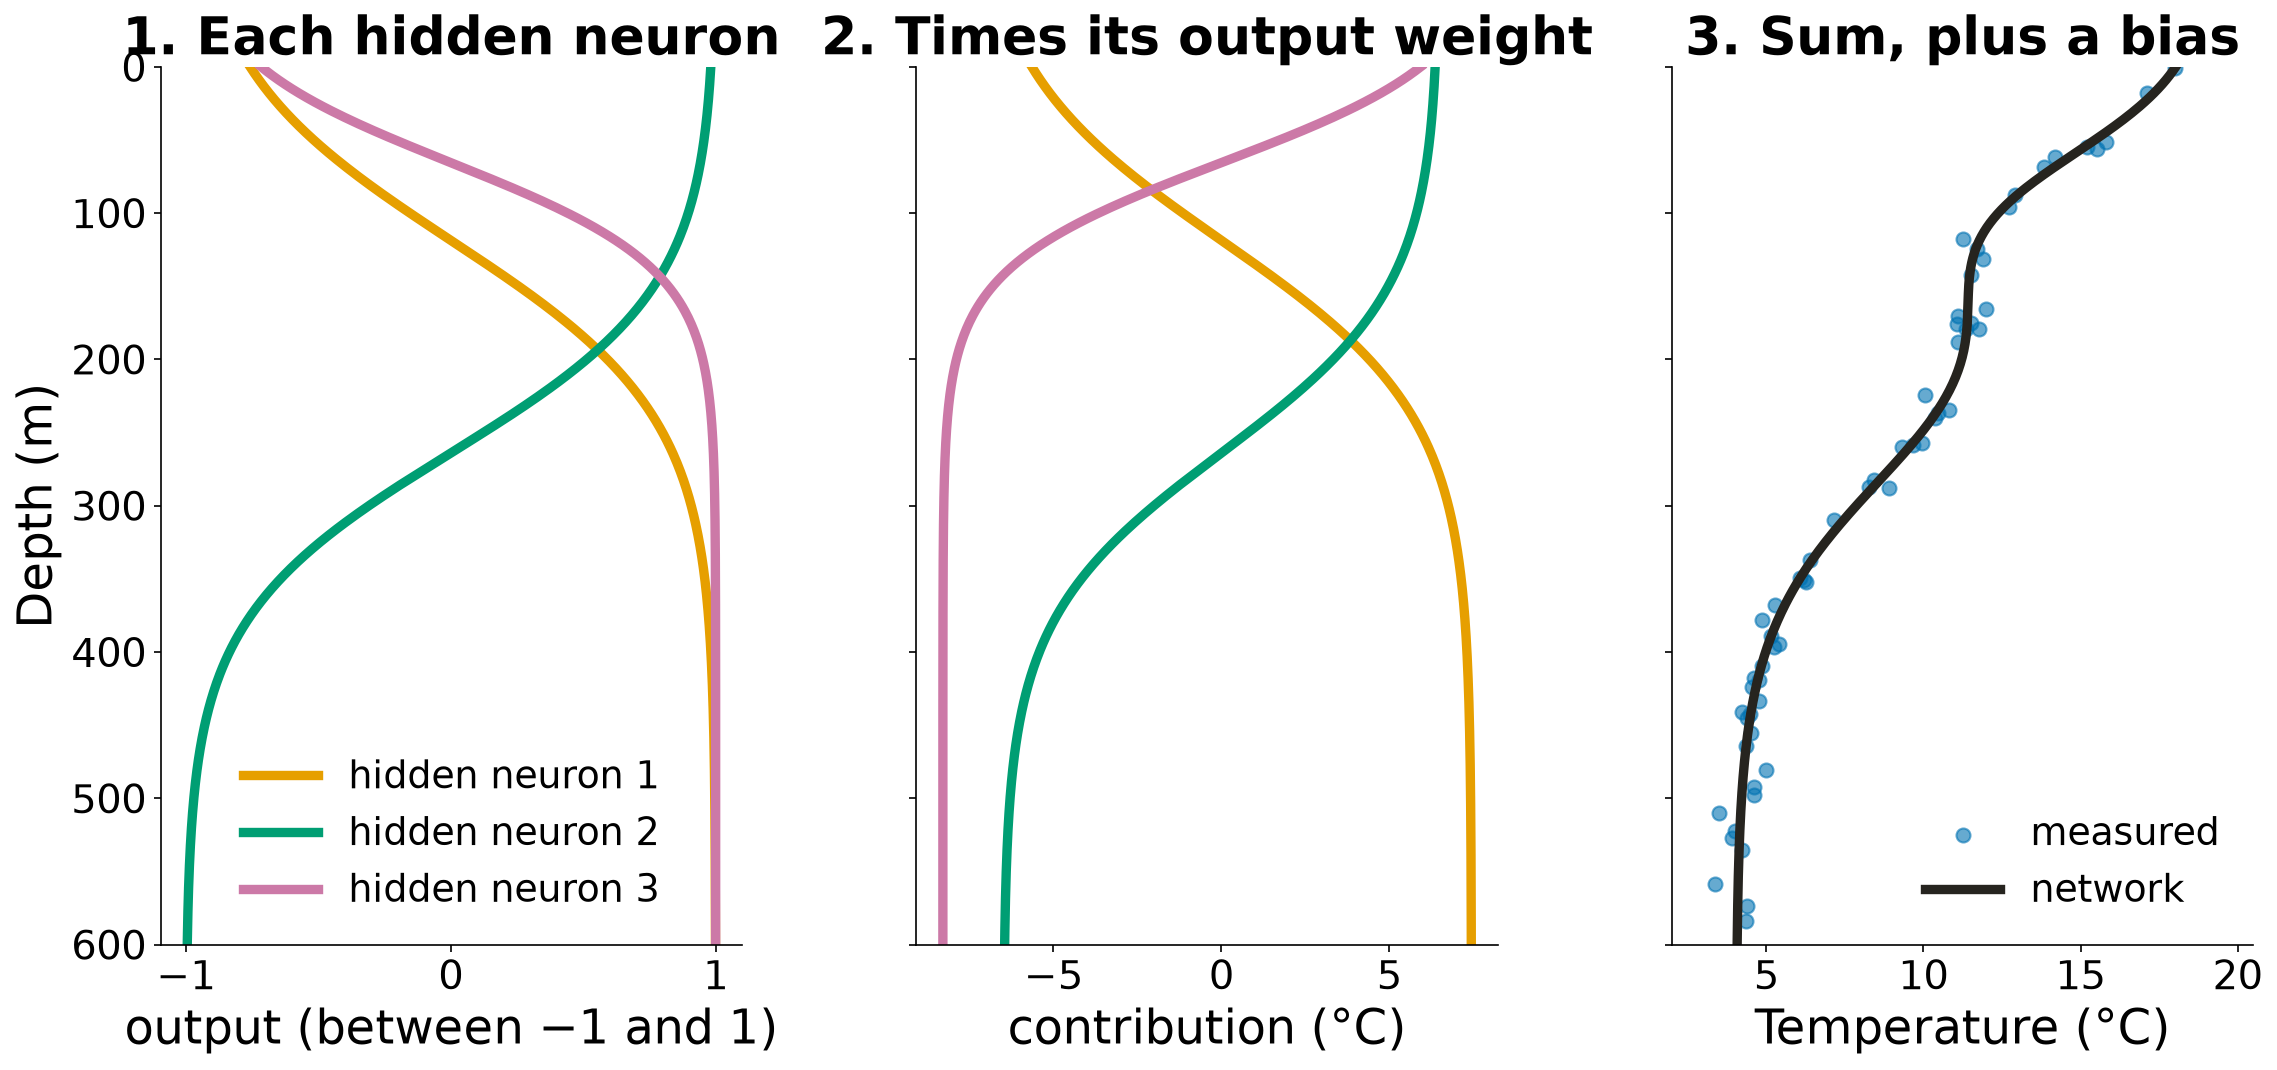 1. Each hidden neuron
2. Times its output weight
3. Sum, plus a bias
Depth (m)
0
100
200
300
400
500
600
hidden neuron 1
hidden neuron 2
hidden neuron 3
−1
0
1
output (between −1 and 1)
−5
0
5
contribution (°C)
measured
network
5
10
15
20
Temperature (°C)